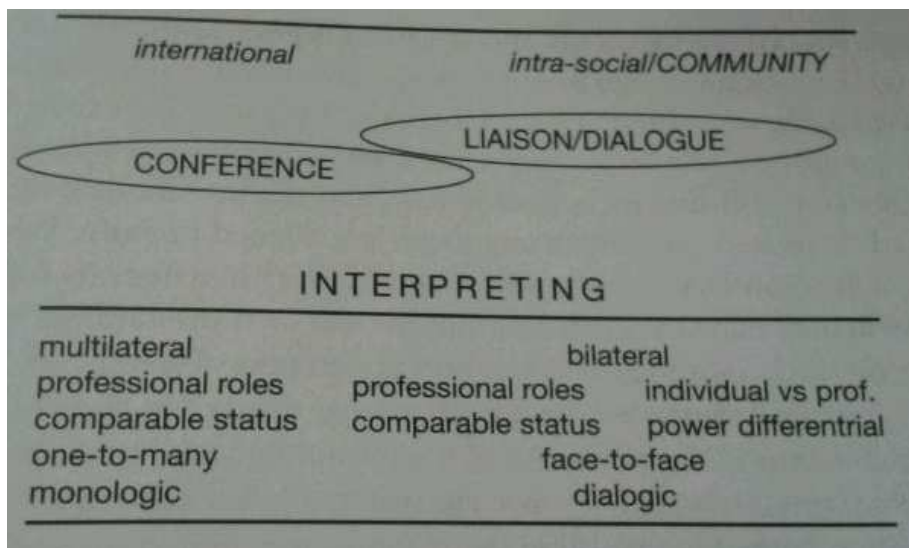 international intra-social/COMMUNITY
LIAISON/DIALOGUE
CONFERENCE
INTERPRETING
multilateral bilateral
professional roles professional roles individual vs prof.
comparable status comparable status power differentrial
one-to-many face-to-face
monologic dialogic